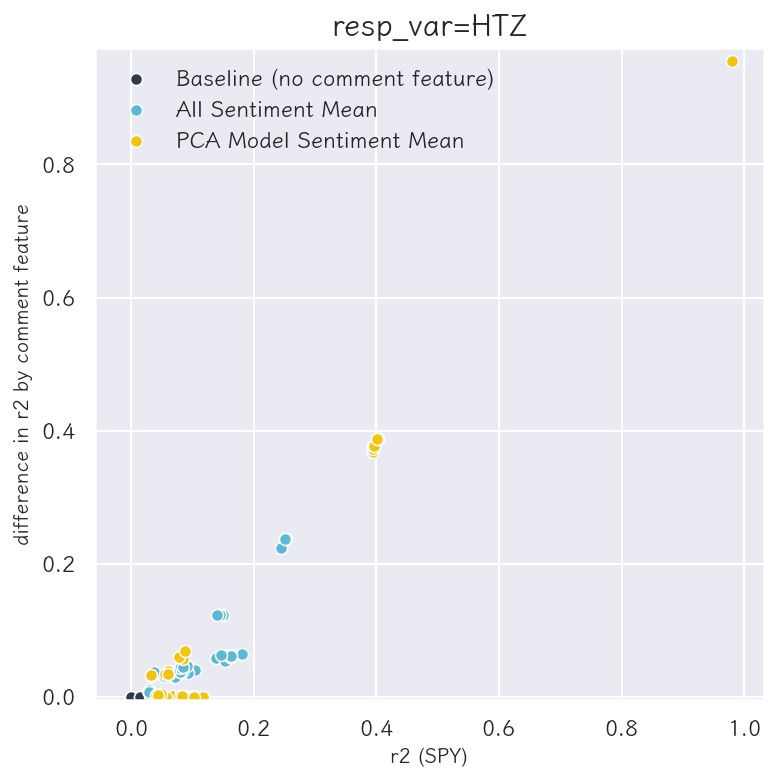 resp_var=HTZ
Baseline (no comment feature)
All Sentiment Mean
PCA Model Sentiment Mean
difference in r2 by comment feature
0.8
0.6
0.4
0.2
0.0
0.0 0.2 0.4 0.6 0.8 1.0
r2 (SPY)